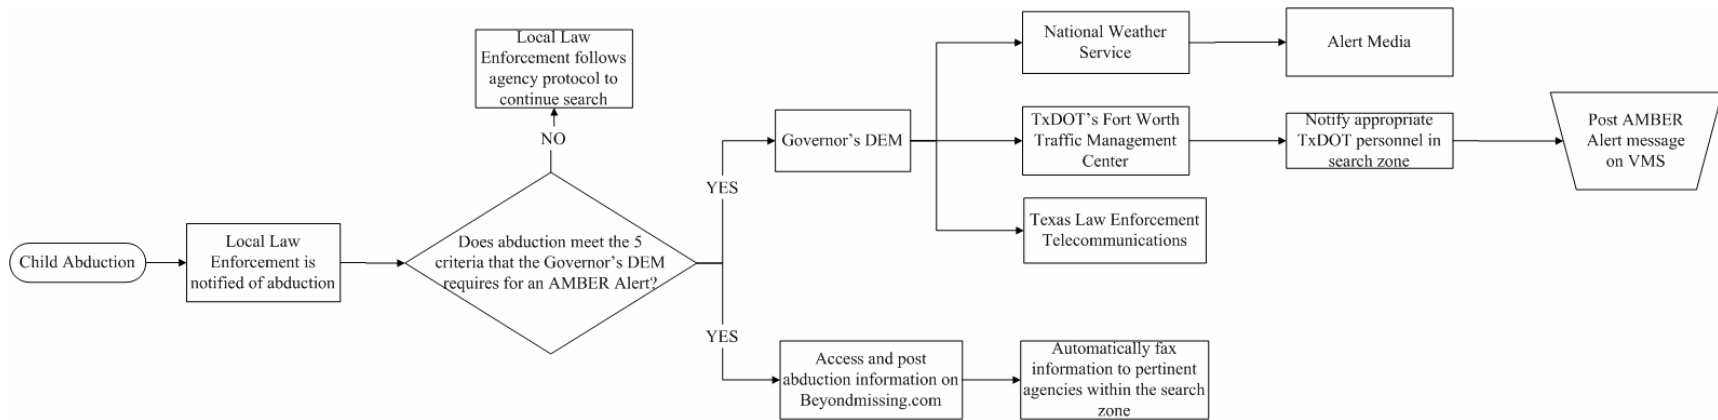 Child Abduction
Local Law
Enforcement is
notified of abduction
Does abduction meet the 5
criteria that the Governor's DEM
requires for an AMBER Alert?
NO
Local Law
Enforcement follows
agency protocol to
continue search
YES
Governor's DEM
National Weather
Service
Alert Media
TxDOT's Fort Worth
Traffic Management
Center
Notify appropriate
TxDOT personnel in
search zone
Post AMBER
Alert message
on VMS
Texas Law Enforcement
Telecommunications
YES
Access and post
abduction information on
Beyondmissing.com
Automatically fax
information to pertinent
agencies within the search
zone